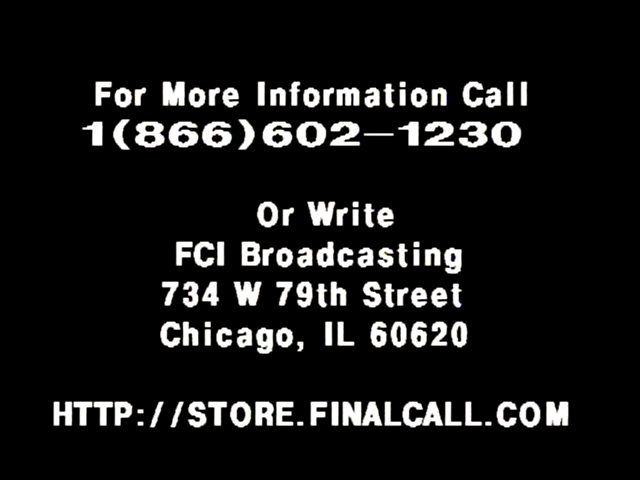 For More Information Call
1(866)602-1230
Or Write
FCI Broadcasting
734 W 79th Street
Chicago, IL 60620
HTTP://STORE.FINALCALL.COM